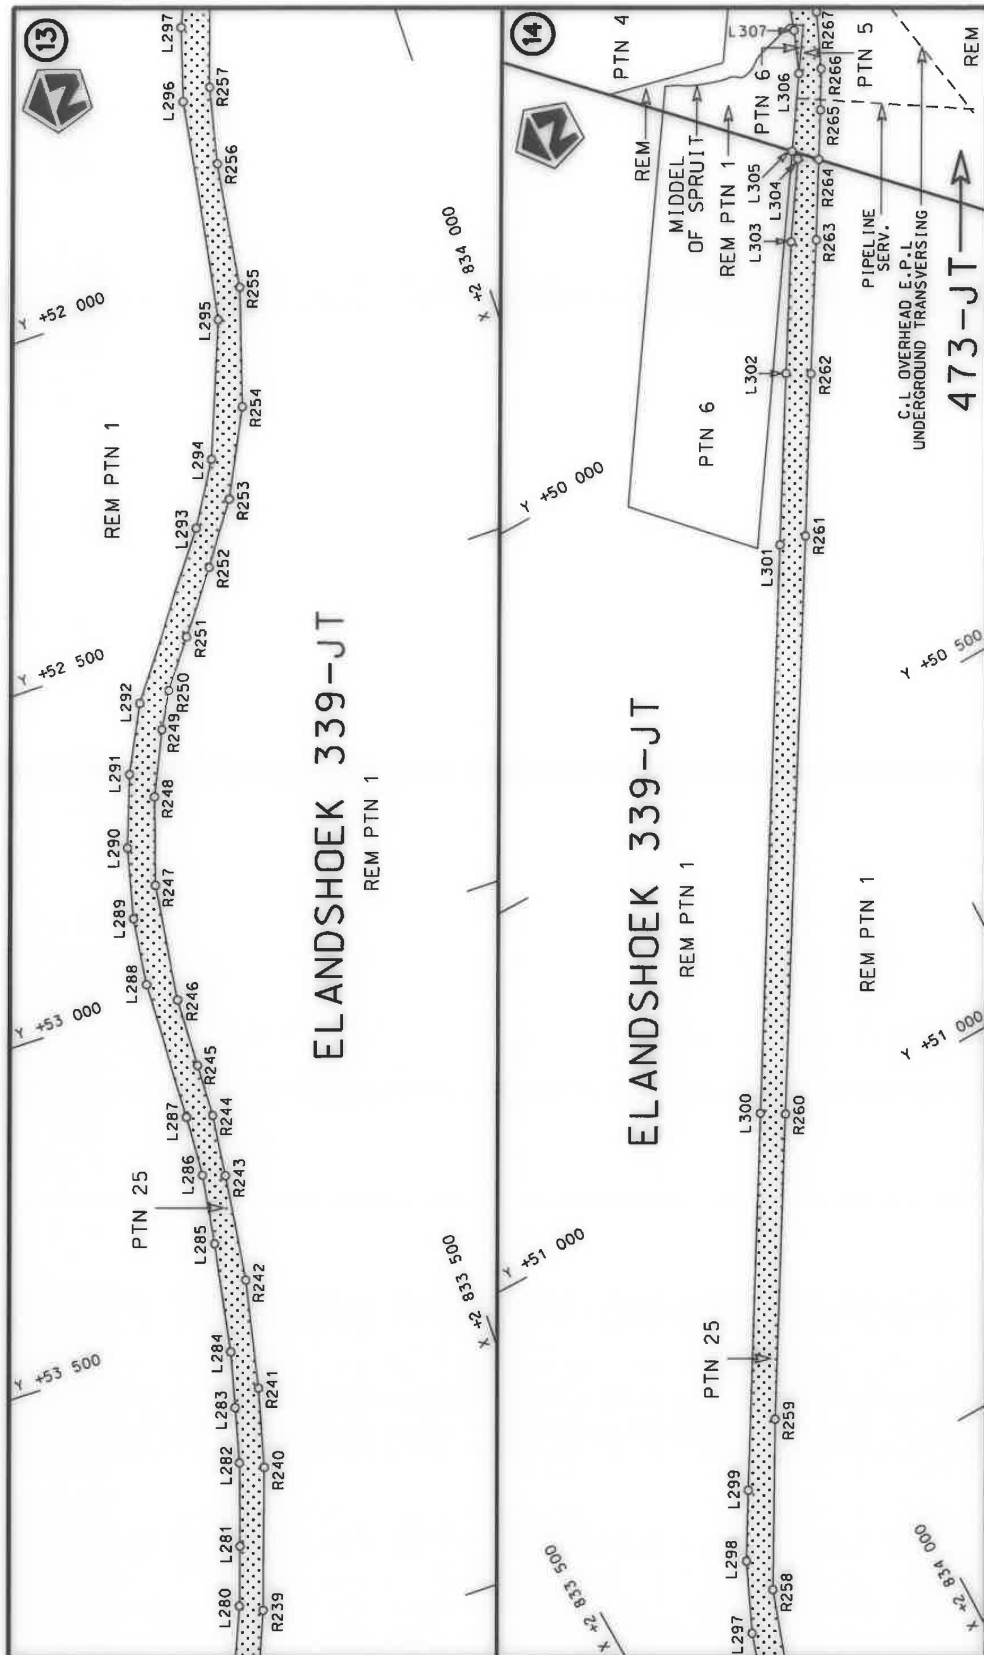 13
Y +53 500
Y +53 000
Y +52 500
Y +52 000
REM PTN 1
PTN 25
L280
L281
L282
L283
L284
L285
L286
L287
L288
L289
L290
L291
L292
L293
L294
L295
L296
L297
R239
R240
R241
R242
R243
R244
R245
R246
R247
R248
R249
R250
R251
R252
R253
R254
R255
R256
R257
ELANDSHOEK 339-JT
REM PTN 1
X +2 833 500
X +2 834 000
14
X +2 833 500
Y +51 000
Y +50 000
PTN 4
REM
MIDDEL
OF SPRUIT
REM PTN 1
PTN 6
PTN 6
ELANDSHOEK 339-JT
REM PTN 1
PTN 25
L297
L298
L299
L300
L301
L302
L303
L304
L305
L306
L307
R258
R259
R260
R261
R262
R263
R264
R265
R266
R267
PTN 5
REM PTN 1
PIPELINE
SERV.
C.L OVERHEAD E.P.L
UNDERGROUND TRANSVERSING
REM
473-JT
X +2 834 000
Y +51 000
Y +50 500